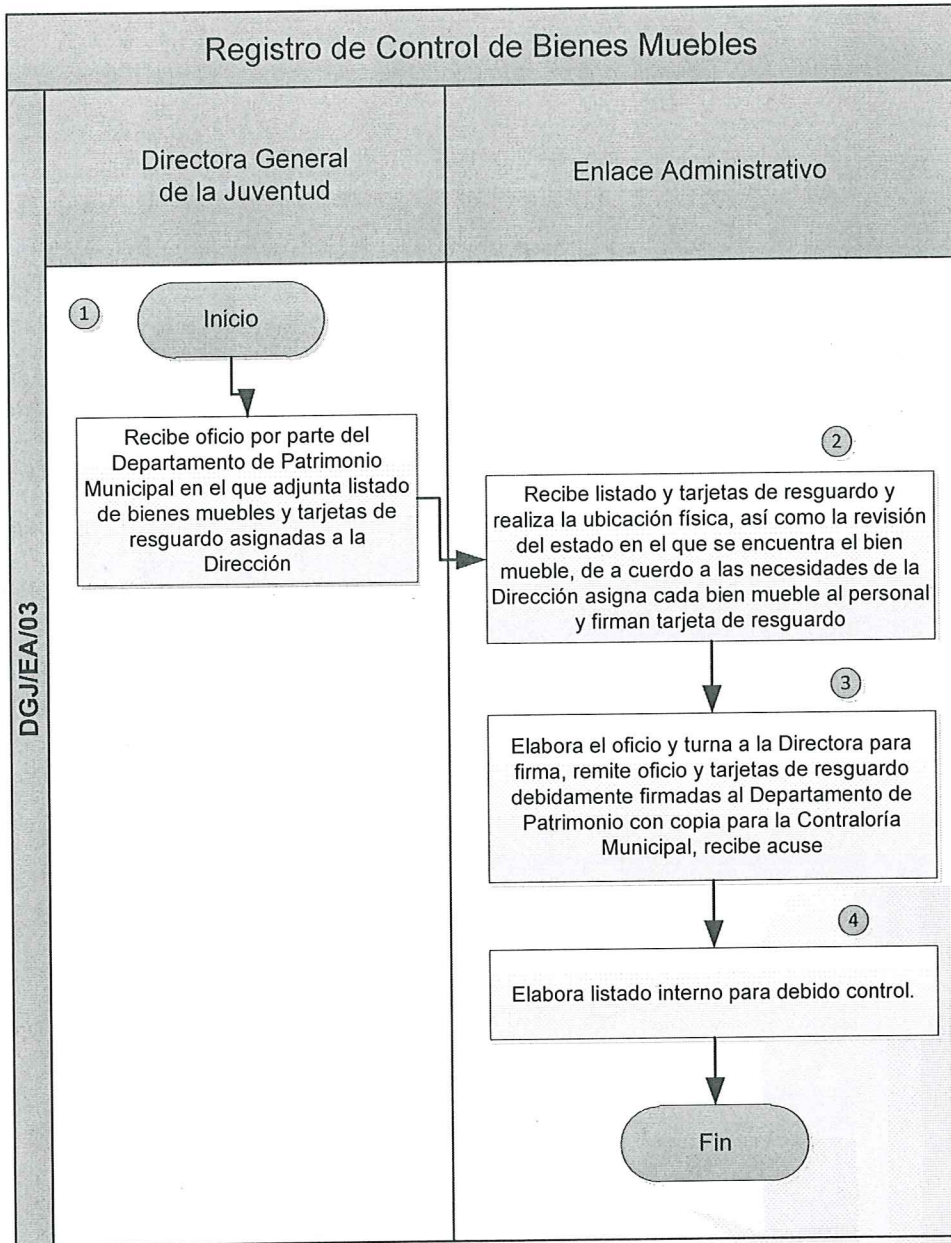 Registro de Control de Bienes Muebles
Directora General
de la Juventud
Enlace Administrativo
DGJ/EA/03
1
Inicio
Recibe oficio por parte del
Departamento de Patrimonio
Municipal en el que adjunta listado
de bienes muebles y tarjetas de
resguardo asignadas a la
Dirección
2
Recibe listado y tarjetas de resguardo y
realiza la ubicación física, así como la revisión
del estado en el que se encuentra el bien
mueble, de a cuerdo a las necesidades de la
Dirección asigna cada bien mueble al personal
y firman tarjeta de resguardo
3
Elabora el oficio y turna a la Directora para
firma, remite oficio y tarjetas de resguardo
debidamente firmadas al Departamento de
Patrimonio con copia para la Contraloría
Municipal, recibe acuse
4
Elabora listado interno para debido control.
Fin